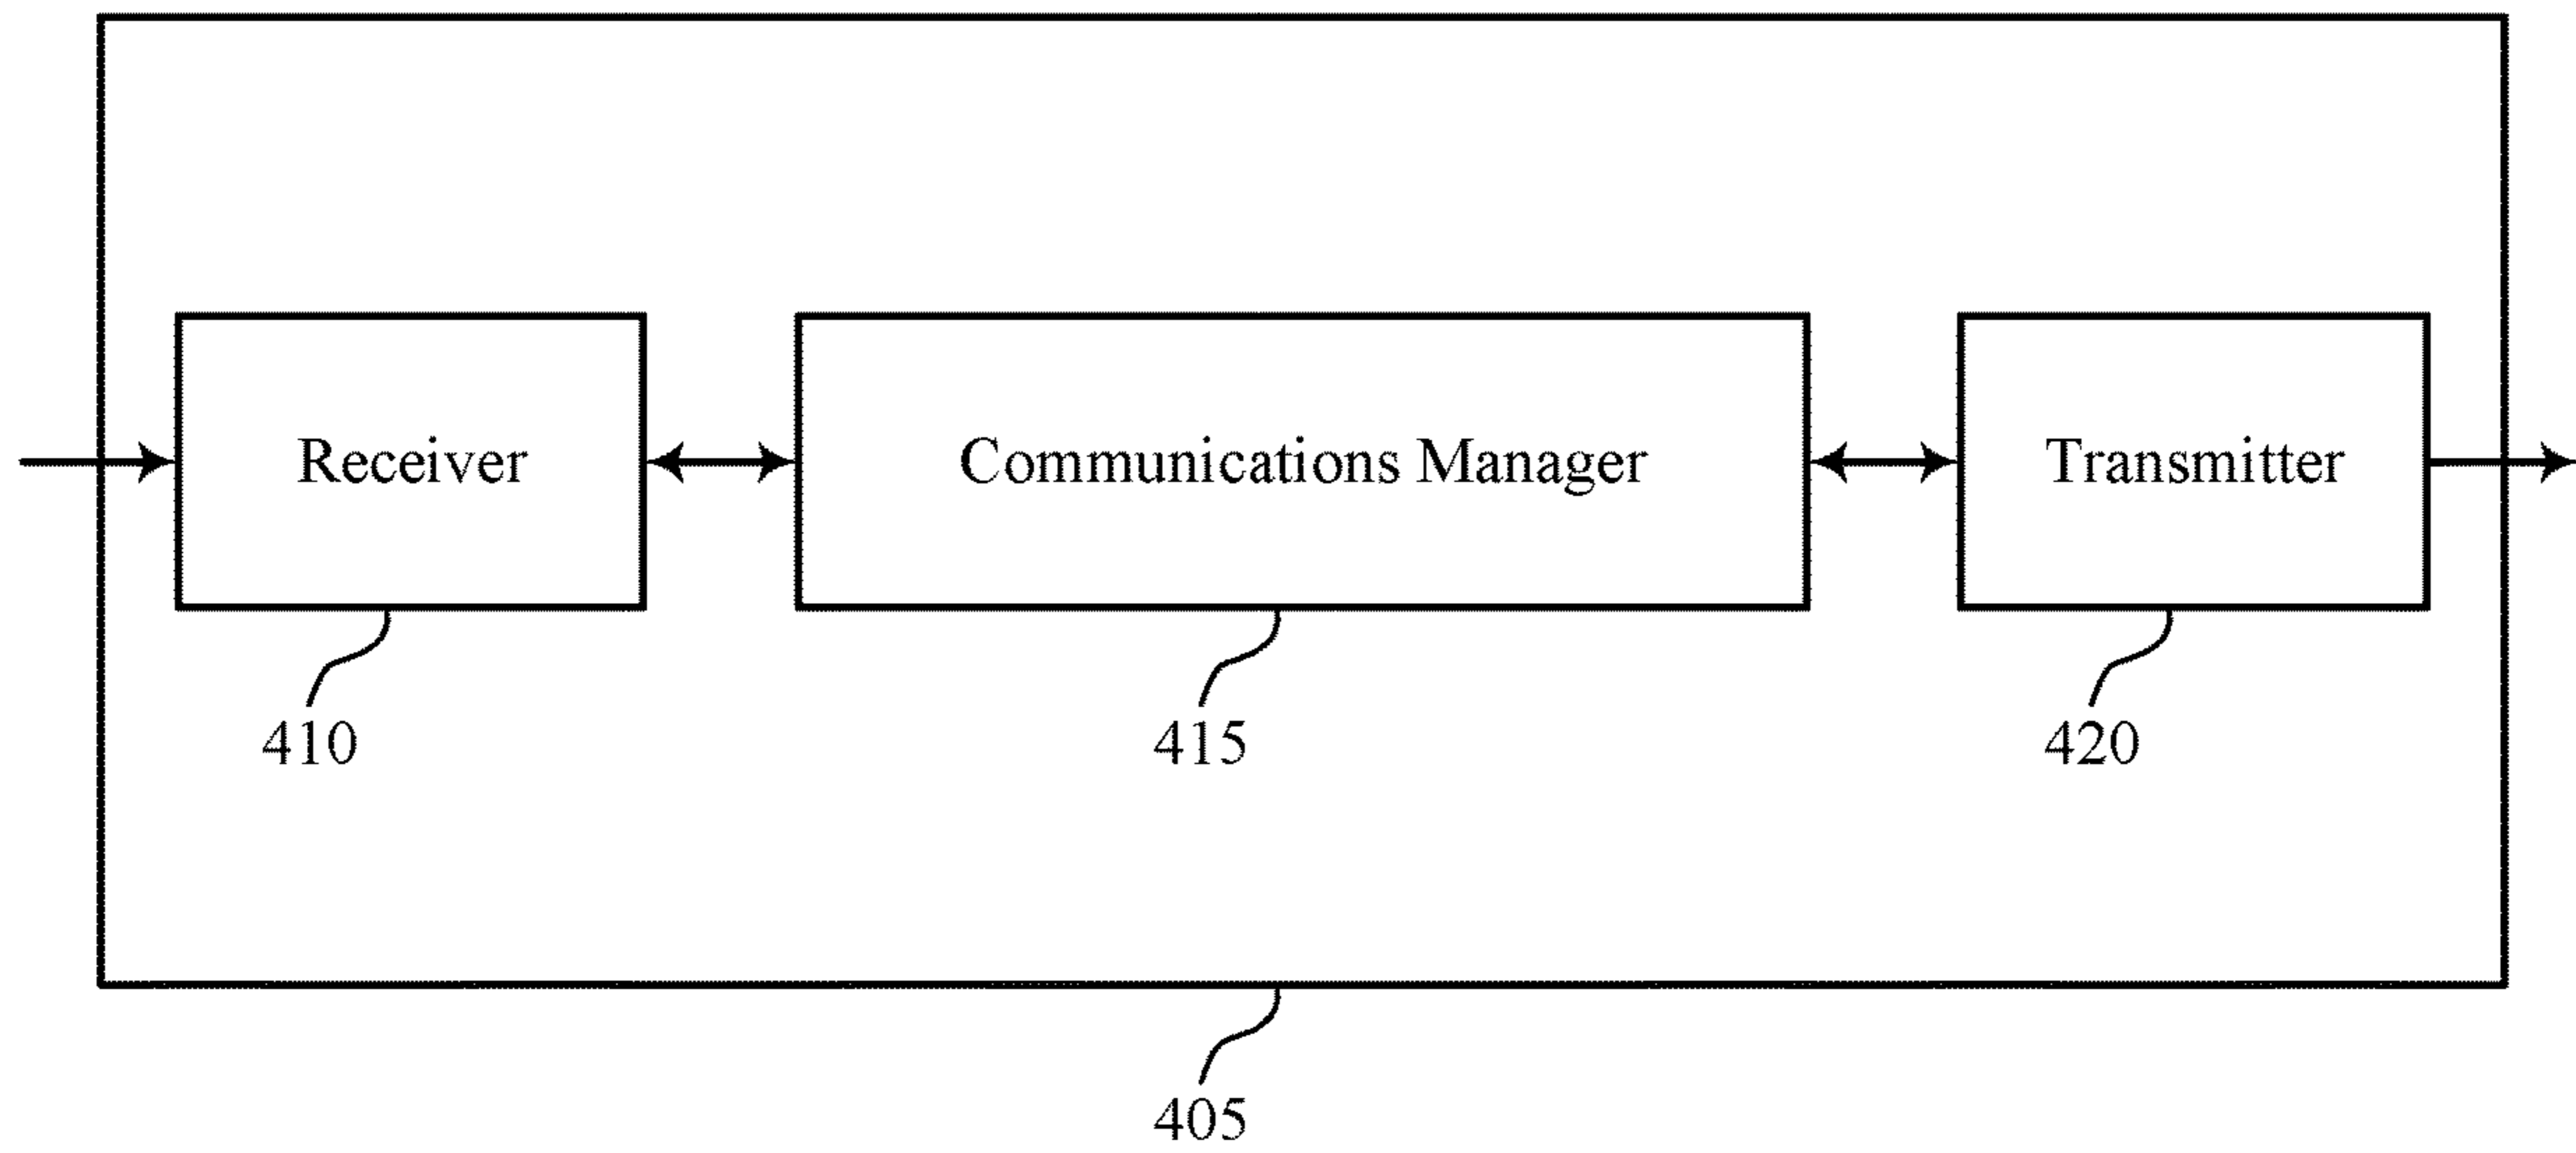 Receiver
Communications Manager
Transmitter
410
415
420
405